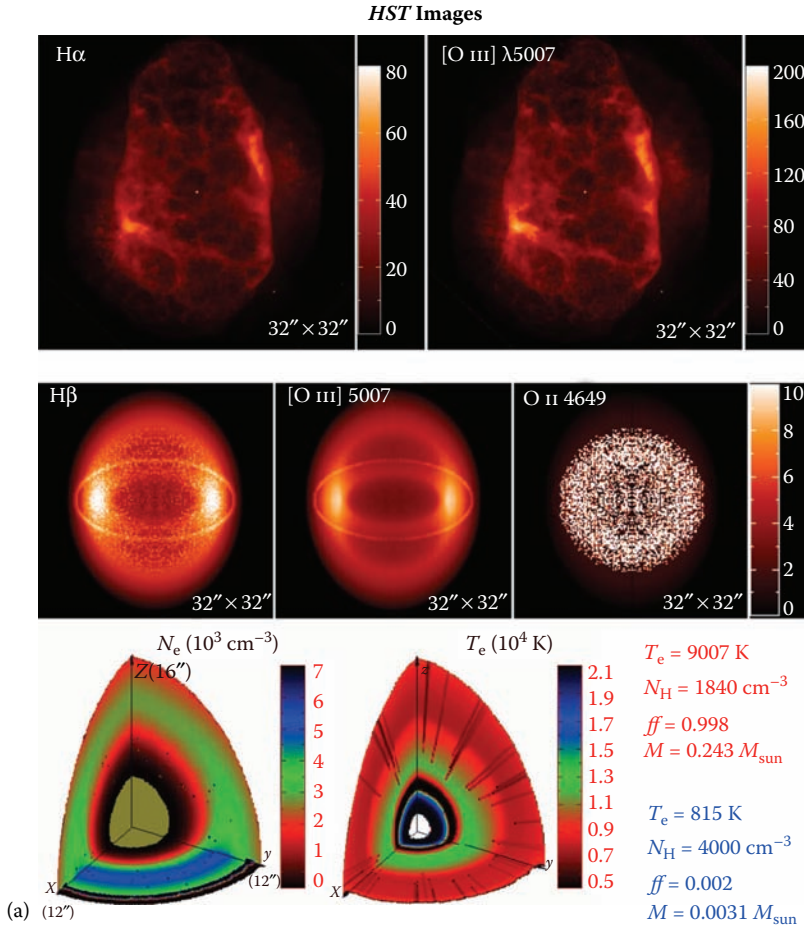 HST Images
Hα
[O III] λ5007
80
60
40
20
0
200
160
120
80
40
0
32″ × 32″
32″ × 32″
Hβ
[O III] 5007
O II 4649
10
8
6
4
2
0
32″ × 32″
32″ × 32″
32″ × 32″
Nₑ (10³ cm⁻³)
Z(16″)
7
6
5
4
3
2
1
0
X
(12″)
y
(12″)
Tₑ (10⁴ K)
z
2.1
1.9
1.7
1.5
1.3
1.1
0.9
0.7
0.5
X
y
Tₑ = 9007 K
N_H = 1840 cm⁻³
ff = 0.998
M = 0.243 M_sun
Tₑ = 815 K
N_H = 4000 cm⁻³
ff = 0.002
M = 0.0031 M_sun
(a)